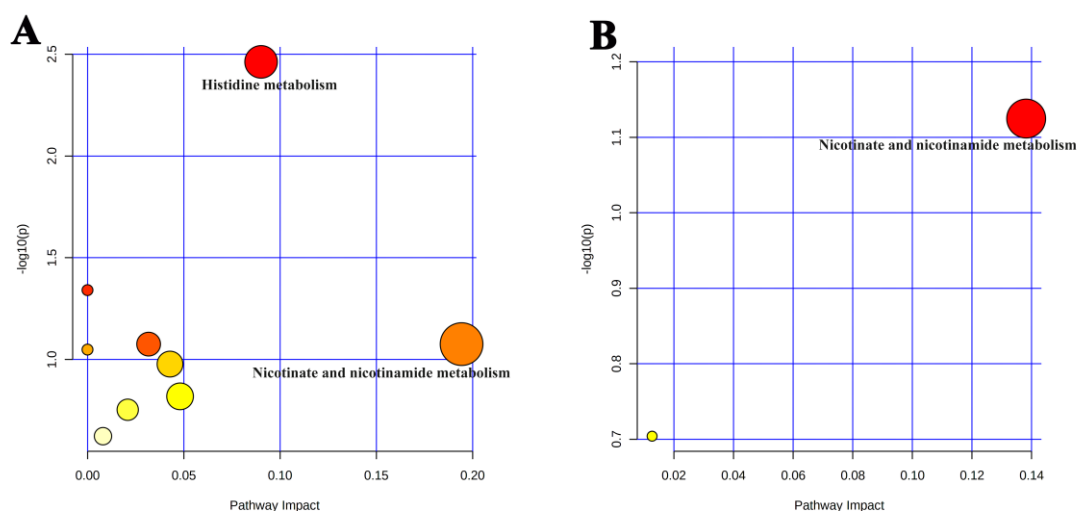 A
2.5
2.0
1.5
1.0
-log10(p)
Histidine metabolism
Nicotinate and nicotinamide metabolism
0.00 0.05 0.10 0.15 0.20
Pathway Impact
B
1.2
1.1
1.0
0.9
0.8
0.7
-log10(p)
Nicotinate and nicotinamide metabolism
0.02 0.04 0.06 0.08 0.10 0.12 0.14
Pathway Impact